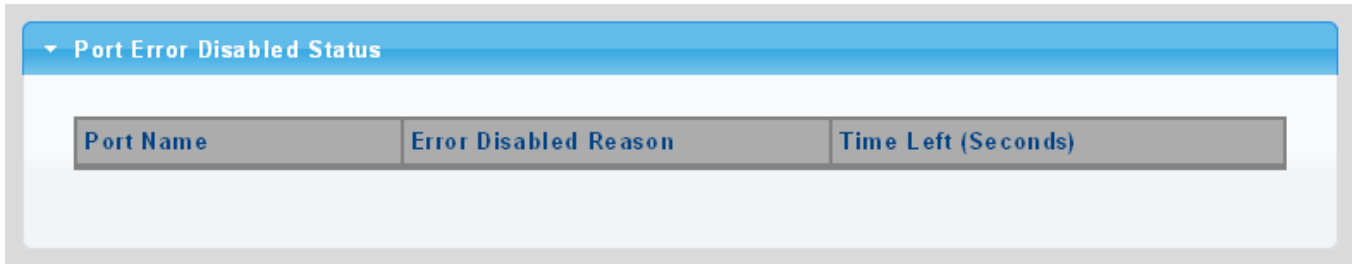 Port Error Disabled Status
Port Name Error Disabled Reason Time Left (Seconds)